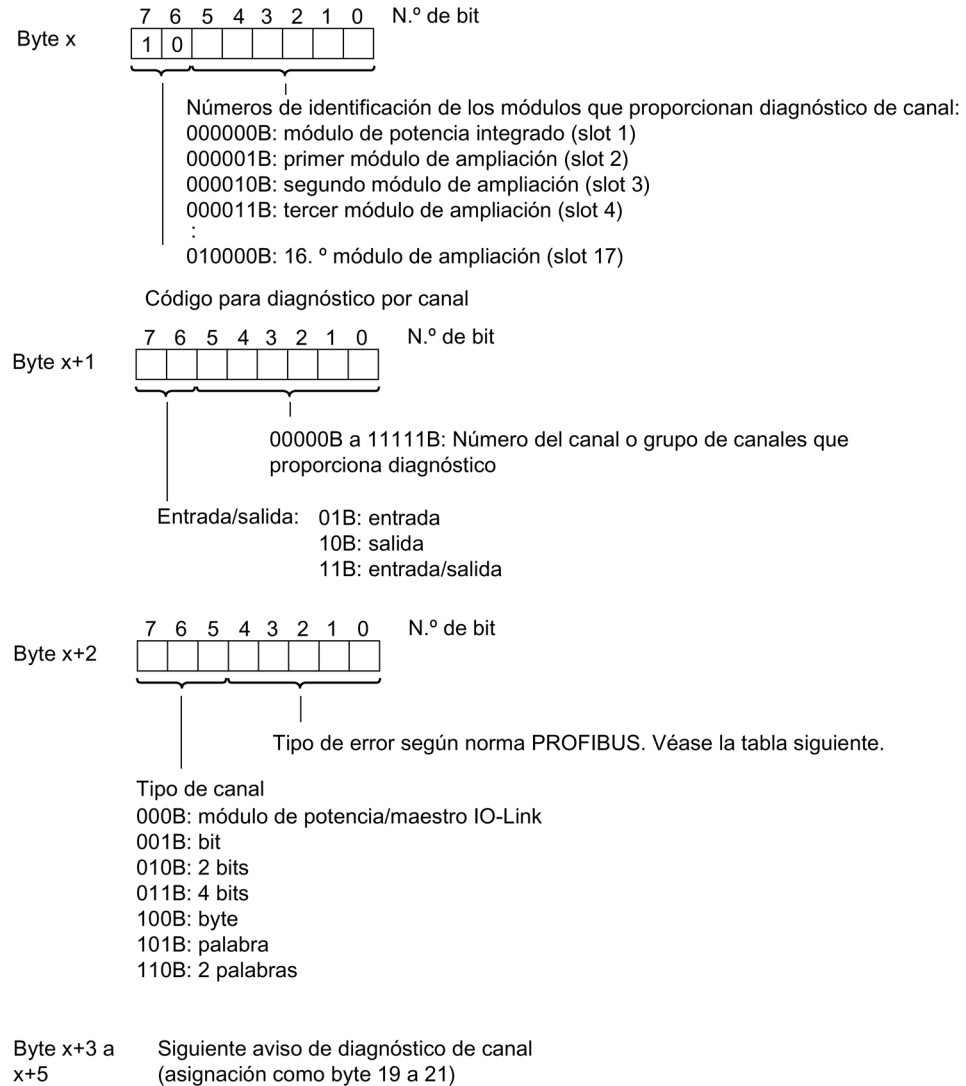 7 6 5 4 3 2 1 0 N.º de bit
Byte x
1 0
Números de identificación de los módulos que proporcionan diagnóstico de canal:
000000B: módulo de potencia integrado (slot 1)
000001B: primer módulo de ampliación (slot 2)
000010B: segundo módulo de ampliación (slot 3)
000011B: tercer módulo de ampliación (slot 4)
:
010000B: 16. º módulo de ampliación (slot 17)
Código para diagnóstico por canal
7 6 5 4 3 2 1 0 N.º de bit
Byte x+1
00000B a 11111B: Número del canal o grupo de canales que
proporciona diagnóstico
Entrada/salida: 01B: entrada
10B: salida
11B: entrada/salida
7 6 5 4 3 2 1 0 N.º de bit
Byte x+2
Tipo de error según norma PROFIBUS. Véase la tabla siguiente.
Tipo de canal
000B: módulo de potencia/maestro IO-Link
001B: bit
010B: 2 bits
011B: 4 bits
100B: byte
101B: palabra
110B: 2 palabras
Byte x+3 a Siguiente aviso de diagnóstico de canal
x+5 (asignación como byte 19 a 21)